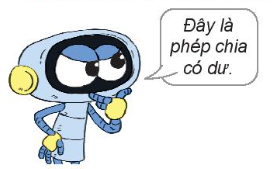 Đây là
phép chia
có dư.